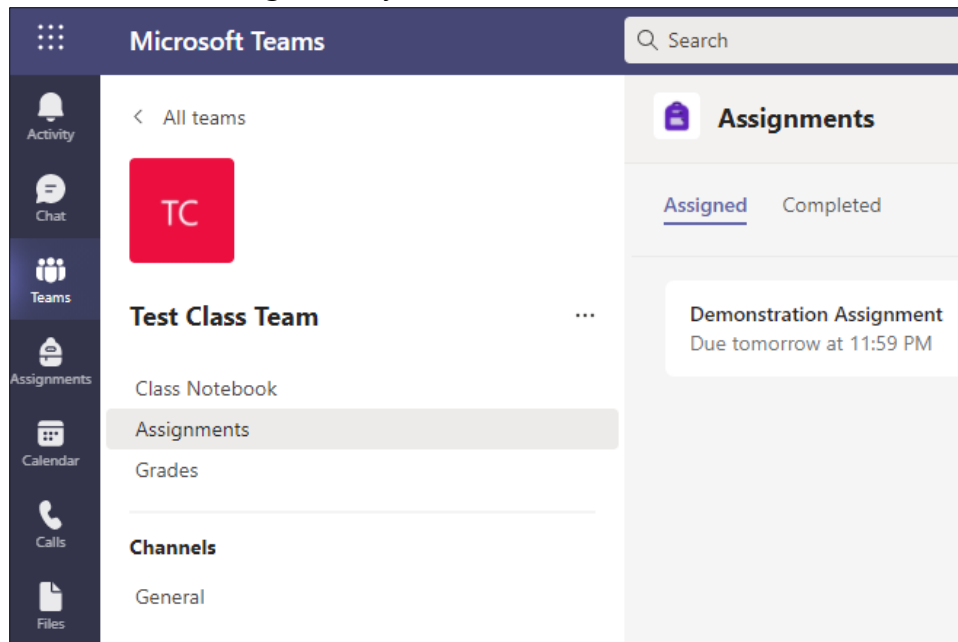 Microsoft Teams
Search
Activity
Chat
Teams
Assignments
Calendar
Calls
Files
All teams
TC
Test Class Team
...
Class Notebook
Assignments
Grades
Channels
General
Assignments
Assigned Completed
Demonstration Assignment
Due tomorrow at 11:59 PM